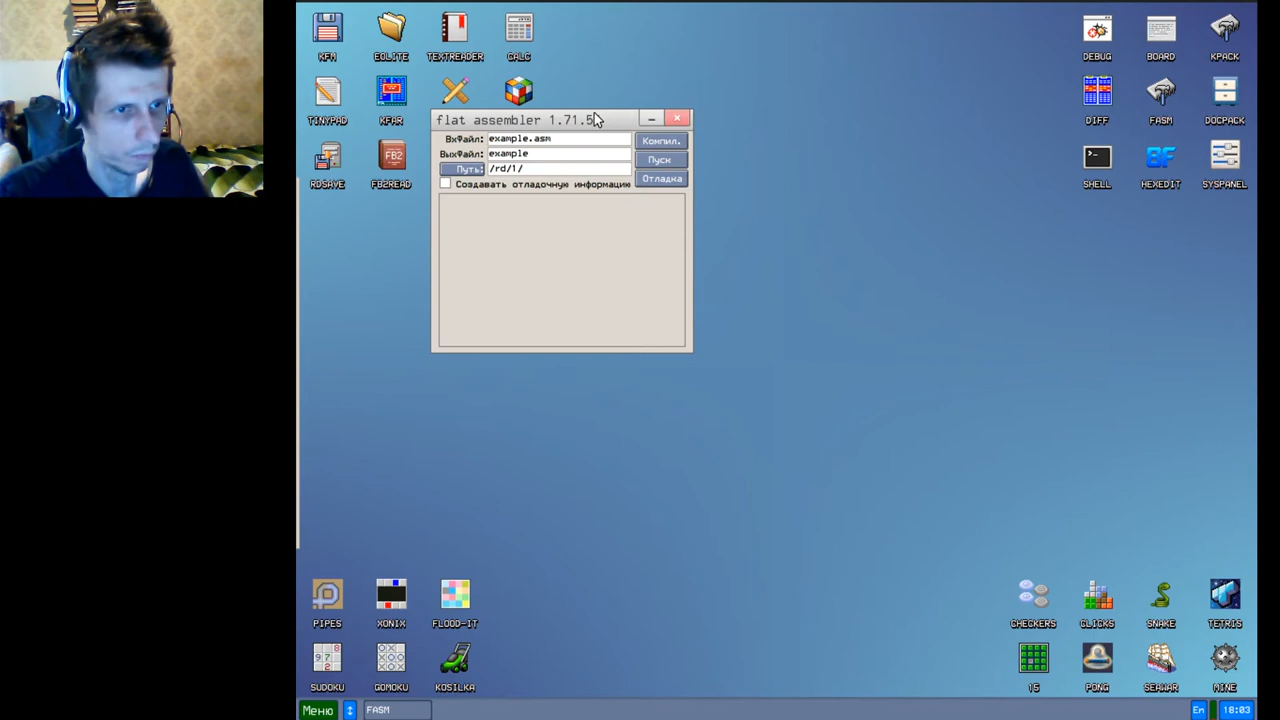 KFM
EOLITE
TEXTREADER
CALC
DEBUG
BOARD
KPACK
TINYPAD
KFAR
DIFF
FASM
DOCPACK
flat assembler 1.71.5
ВхФайл: example.asm
Компил.
ВыхФайл: example
Пуск
Путь: /rd/1/
Отладка
Создавать отладочную информацию
RDSAVE
FB2
FB2READ
SHELL
HEXEDIT
SYSPANEL
PIPES
XONIX
FLOOD-IT
CHECKERS
CLICKS
SNAKE
TETRIS
SUDOKU
GOMOKU
KOSILKA
15
PONG
SEAWAR
MINE
Меню
FASM
En
18:03